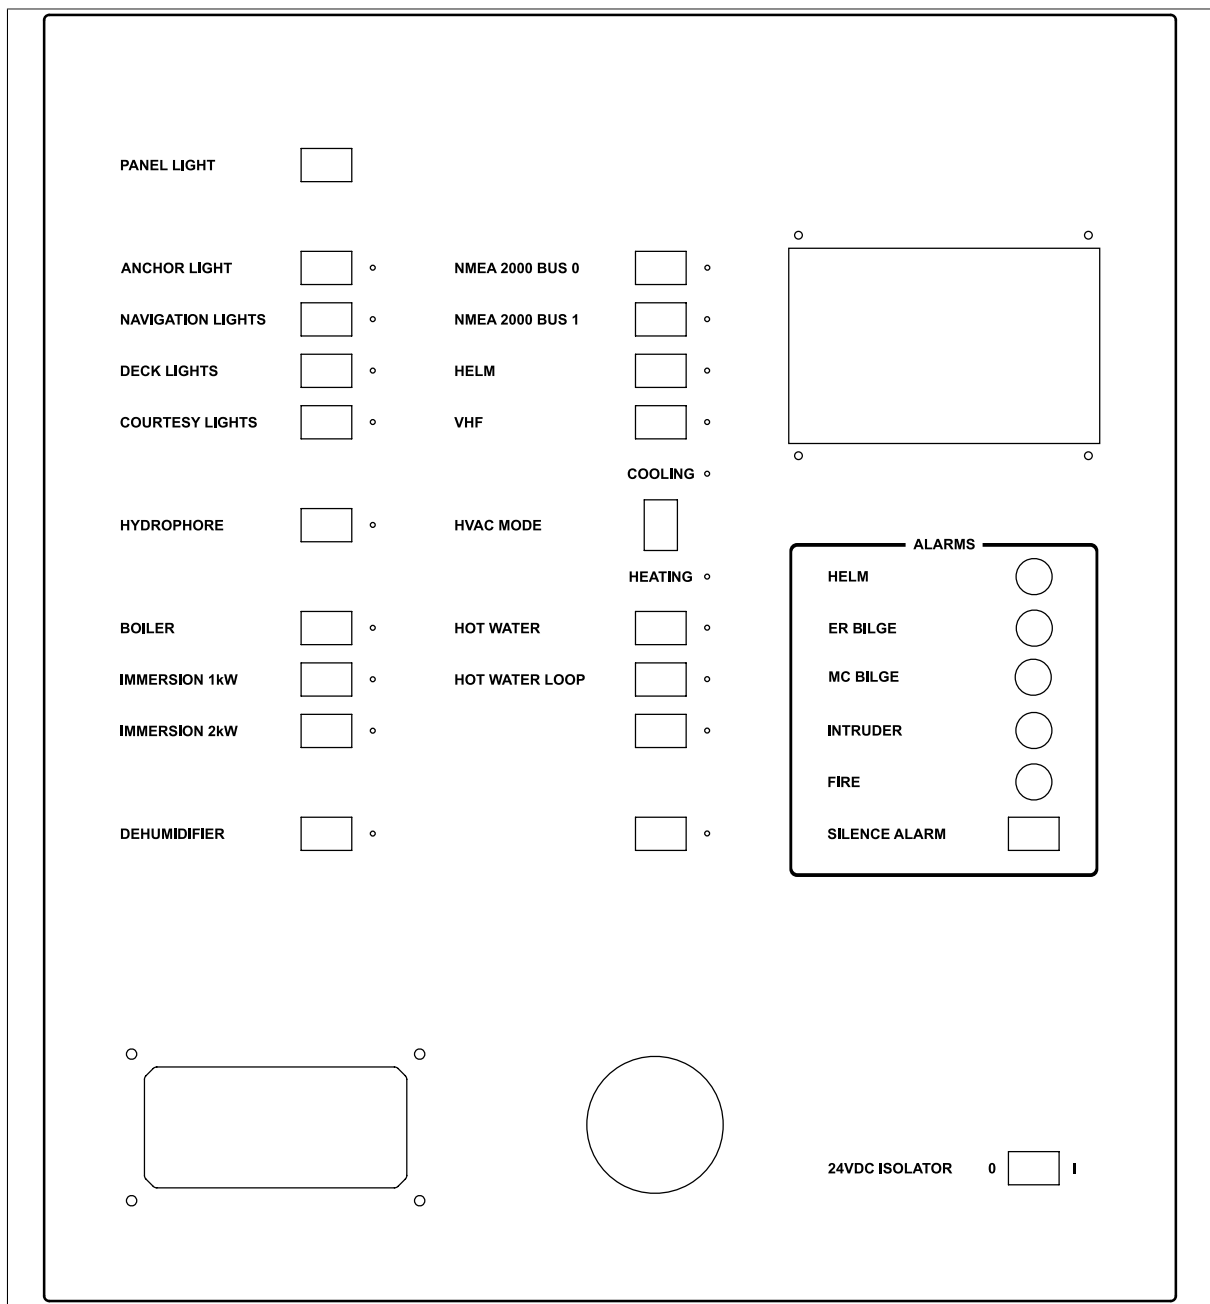 PANEL LIGHT
ANCHOR LIGHT
NAVIGATION LIGHTS
DECK LIGHTS
COURTESY LIGHTS
HYDROPHORE
BOILER
IMMERSION 1kW
IMMERSION 2kW
DEHUMIDIFIER
NMEA 2000 BUS 0
NMEA 2000 BUS 1
HELM
VHF
COOLING
HVAC MODE
HEATING
HOT WATER
HOT WATER LOOP
ALARMS
HELM
ER BILGE
MC BILGE
INTRUDER
FIRE
SILENCE ALARM
24VDC ISOLATOR 0 I